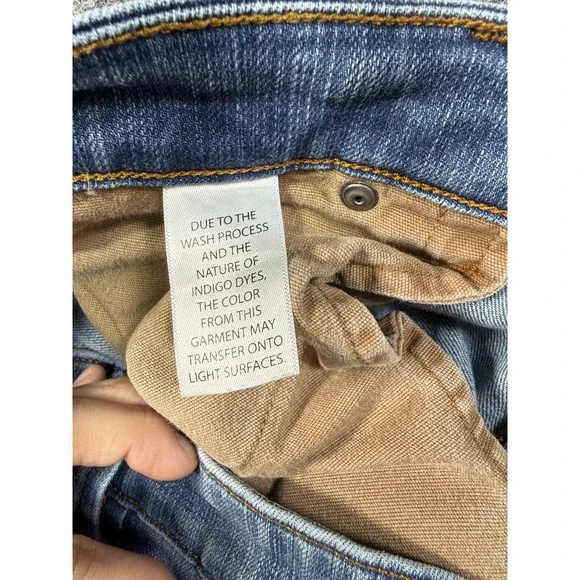 DUE TO THE
WASH PROCESS
AND THE
NATURE OF
INDIGO DYES,
THE COLOR
FROM THIS
GARMENT MAY
TRANSFER ONTO
LIGHT SURFACES.